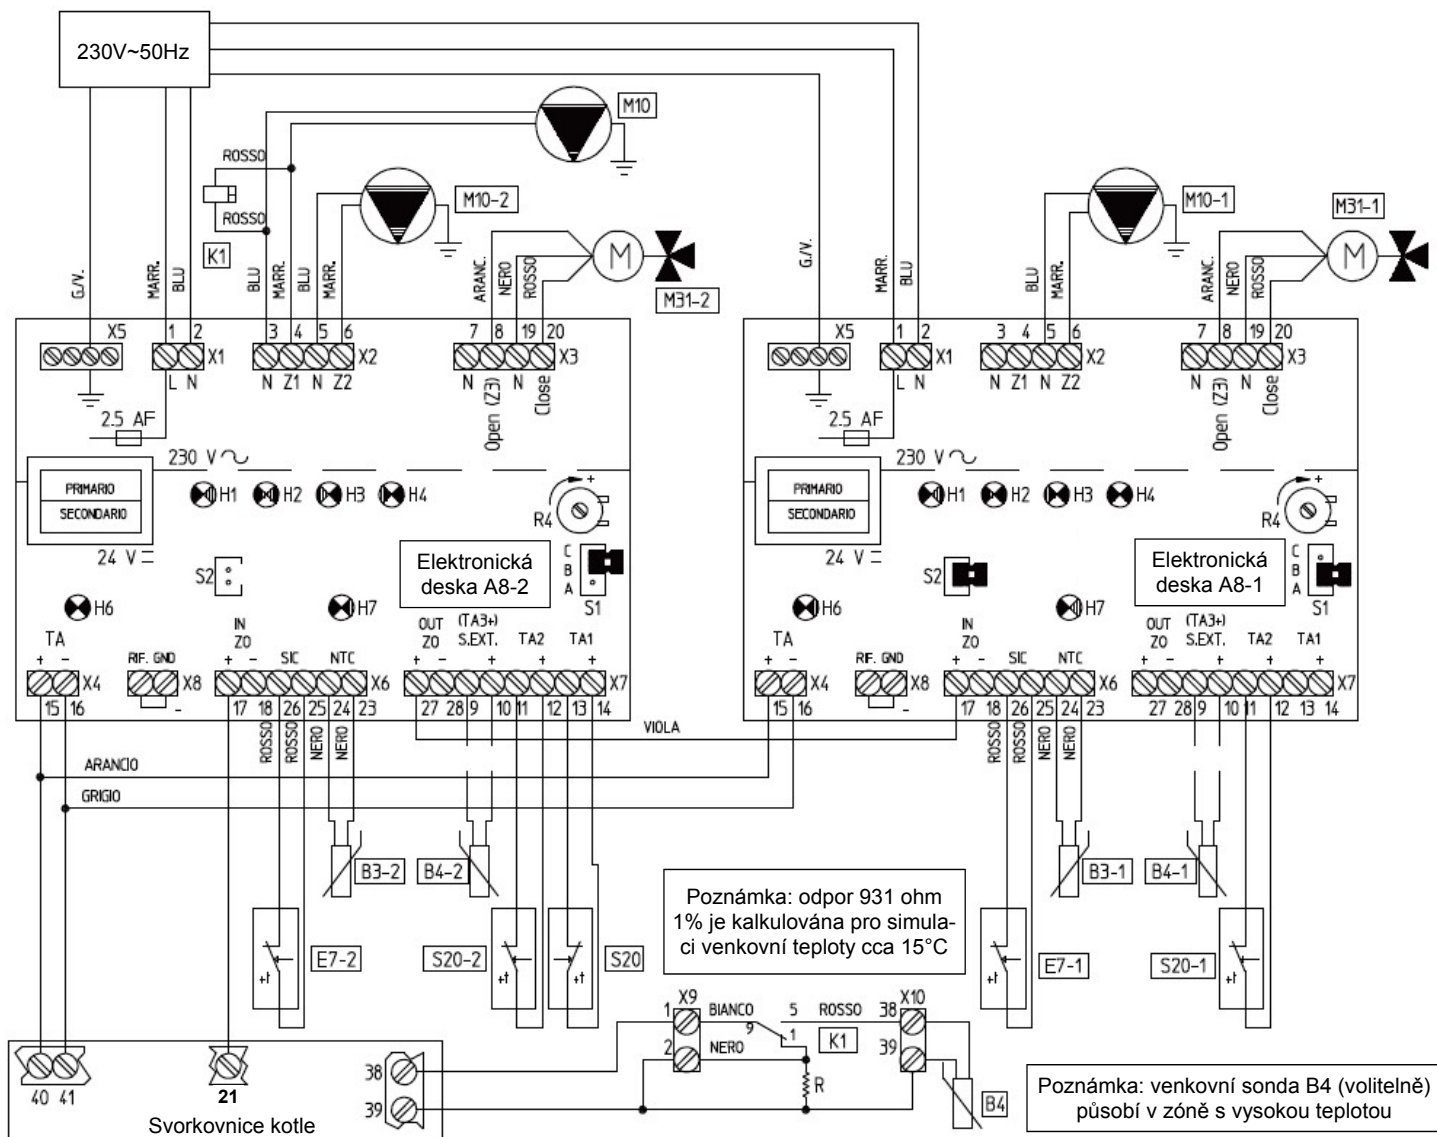 230V~50Hz
M10
ROSSO
M10-2
M10-1
M31-1
ROSSO
K1
G./V.
MARR.
BLU
BLU
MARR.
BLU
MARR.
ARANC.
NERO
ROSSO
M
M31-2
G./V.
MARR.
BLU
BLU
MARR.
ARANC.
NERO
ROSSO
M
X5 1 2 3 4 5 6 7 8 19 20
X1 X2 X3
L N N Z1 N Z2 N Open (Z3) N Close
X5 1 2 3 4 5 6 7 8 19 20
X1 X2 X3
L N N Z1 N Z2 N Open (Z3) N Close
2.5 AF
230 V
2.5 AF
230 V
PRIMARIO
SECONDARIO
H1 H2 H3 H4
R4 +
PRIMARIO
SECONDARIO
H1 H2 H3 H4
R4 +
24 V
S2
Elektronická
deska A8-2
C
B
A
S1
24 V
S2
Elektronická
deska A8-1
C
B
A
S1
H6 H7
H6 H7
TA
+ -
RIF. GND
IN
Z0
+ -
SIC
NTC
OUT
Z0
+ -
(TA3+)
S.EXT.
+
TA2
+
TA1
+
X4 X8 X6 X7
-
15 16 17 18 26 25 24 23 27 28 9 10 11 12 13 14
TA
+ -
RIF. GND
IN
Z0
+ -
SIC
NTC
OUT
Z0
+ -
(TA3+)
S.EXT.
+
TA2
+
TA1
+
X4 X8 X6 X7
-
15 16 17 18 26 25 24 23 27 28 9 10 11 12 13 14
ROSSO
ROSSO
NERO
NERO
VIOLA
ROSSO
ROSSO
NERO
NERO
ARANCIO
GRIGIO
B3-2
B4-2
B3-1
B4-1
Poznámka: odpor 931 ohm
1% je kalkulována pro simula-
ci venkovní teploty cca 15°C
+t
E7-2
S20-2
+t
+t
S20
+t
E7-1
S20-1
+t
X9
1 BIANCO 9 5 ROSSO 38
X10
1
K1
2 NERO
39
R
B4
40 41
21
38
39
Svorkovnice kotle
Poznámka: venkovní sonda B4 (volitelně)
působí v zóně s vysokou teplotou